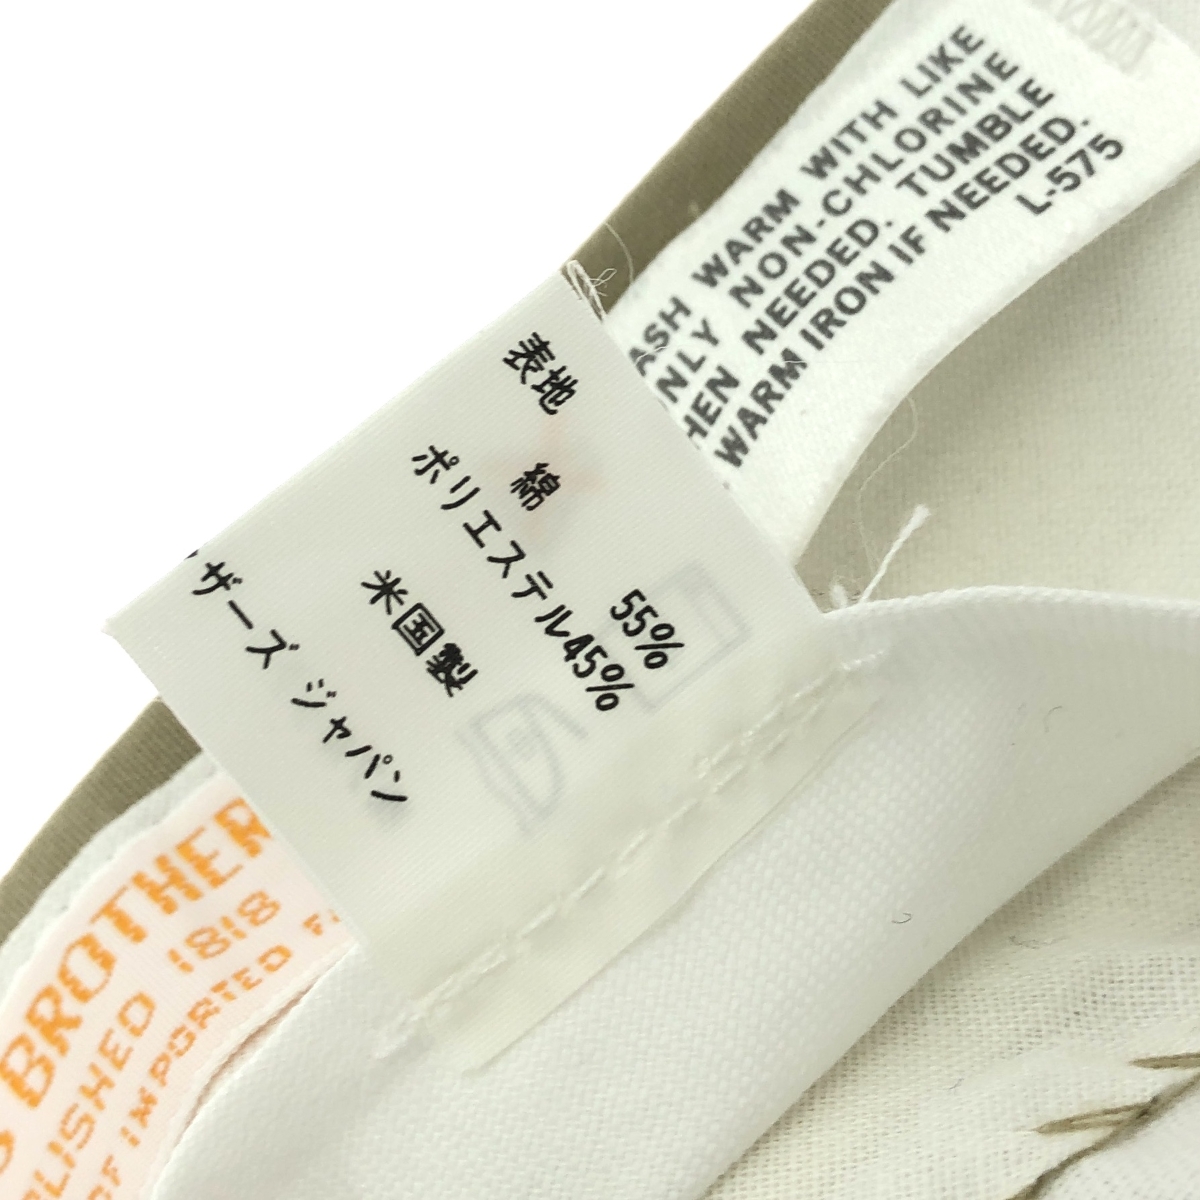 ASH WARM WITH LIKE
NLY NON-CHLORINE
HEN NEEDED. TUMBLE
WARM IRON IF NEEDED.
L-575
表地
綿 55%
ポリエステル45%
米国製
ザーズ ジャパン
BROTHER
LISHED 1818
OF IMPORTED F